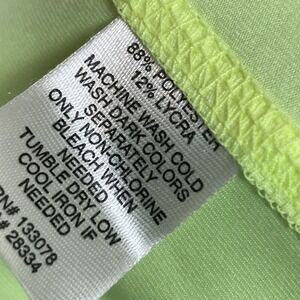 88% POLYESTER
12% LYCRA
MACHINE WASH COLD
WASH DARK COLORS
SEPARATELY
ONLY NON-CHLORINE
BLEACH WHEN
NEEDED
TUMBLE DRY LOW
COOL IRON IF
NEEDED
RN# 133078
# 28334